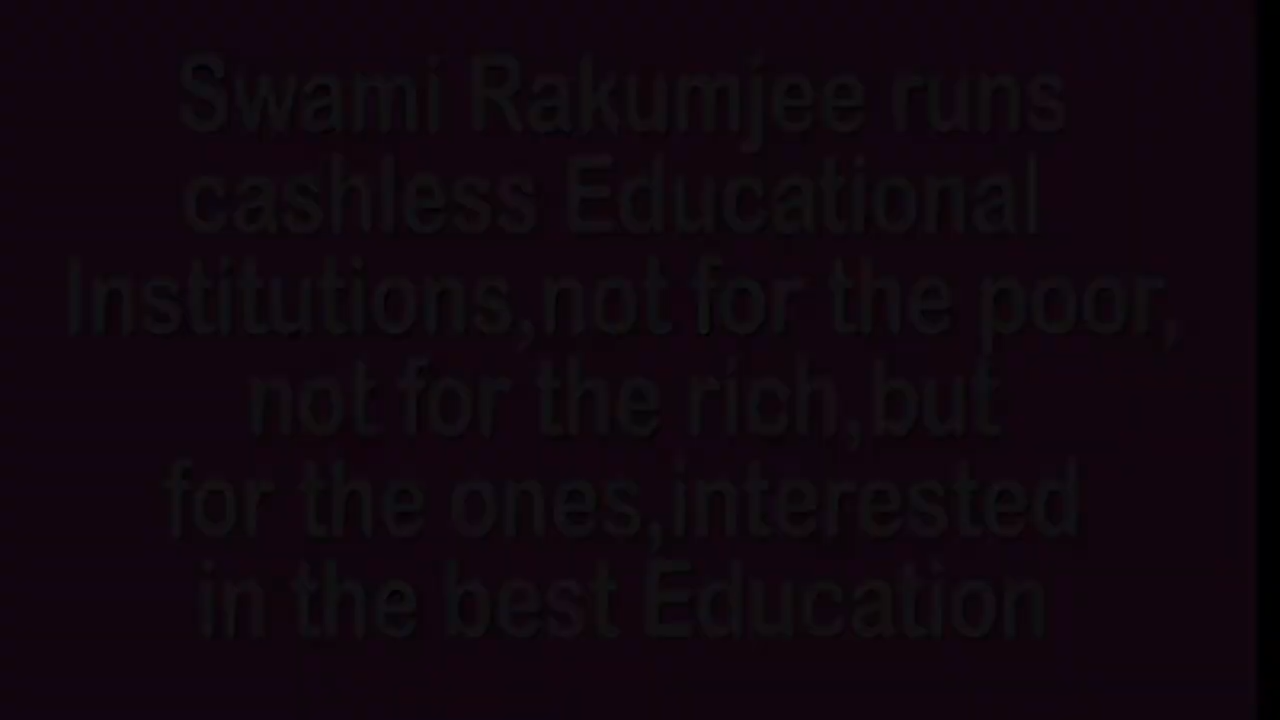 Swami Rakumjee runs
cashless Educational
Institutions,not for the poor,
not for the rich,but
for the ones,interested
in the best Education